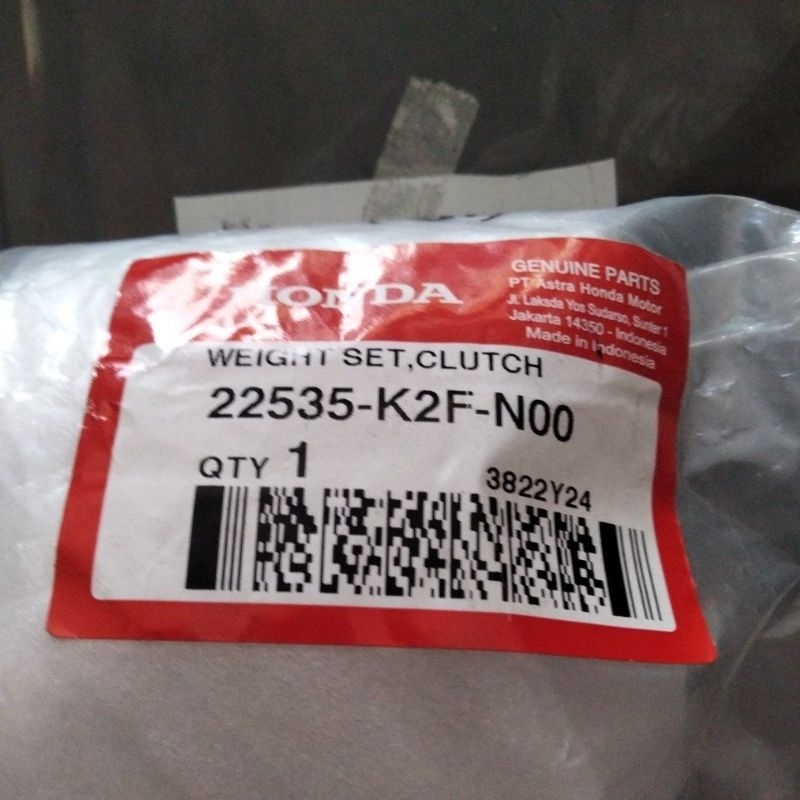 HONDA
GENUINE PARTS
PT Astra Honda Motor
Jl. Laksda Yos Sudarso, Sunter 1
Jakarta 14350 - Indonesia
Made in Indonesia
WEIGHT SET,CLUTCH
22535-K2F-N00
QTY 1
3822Y24